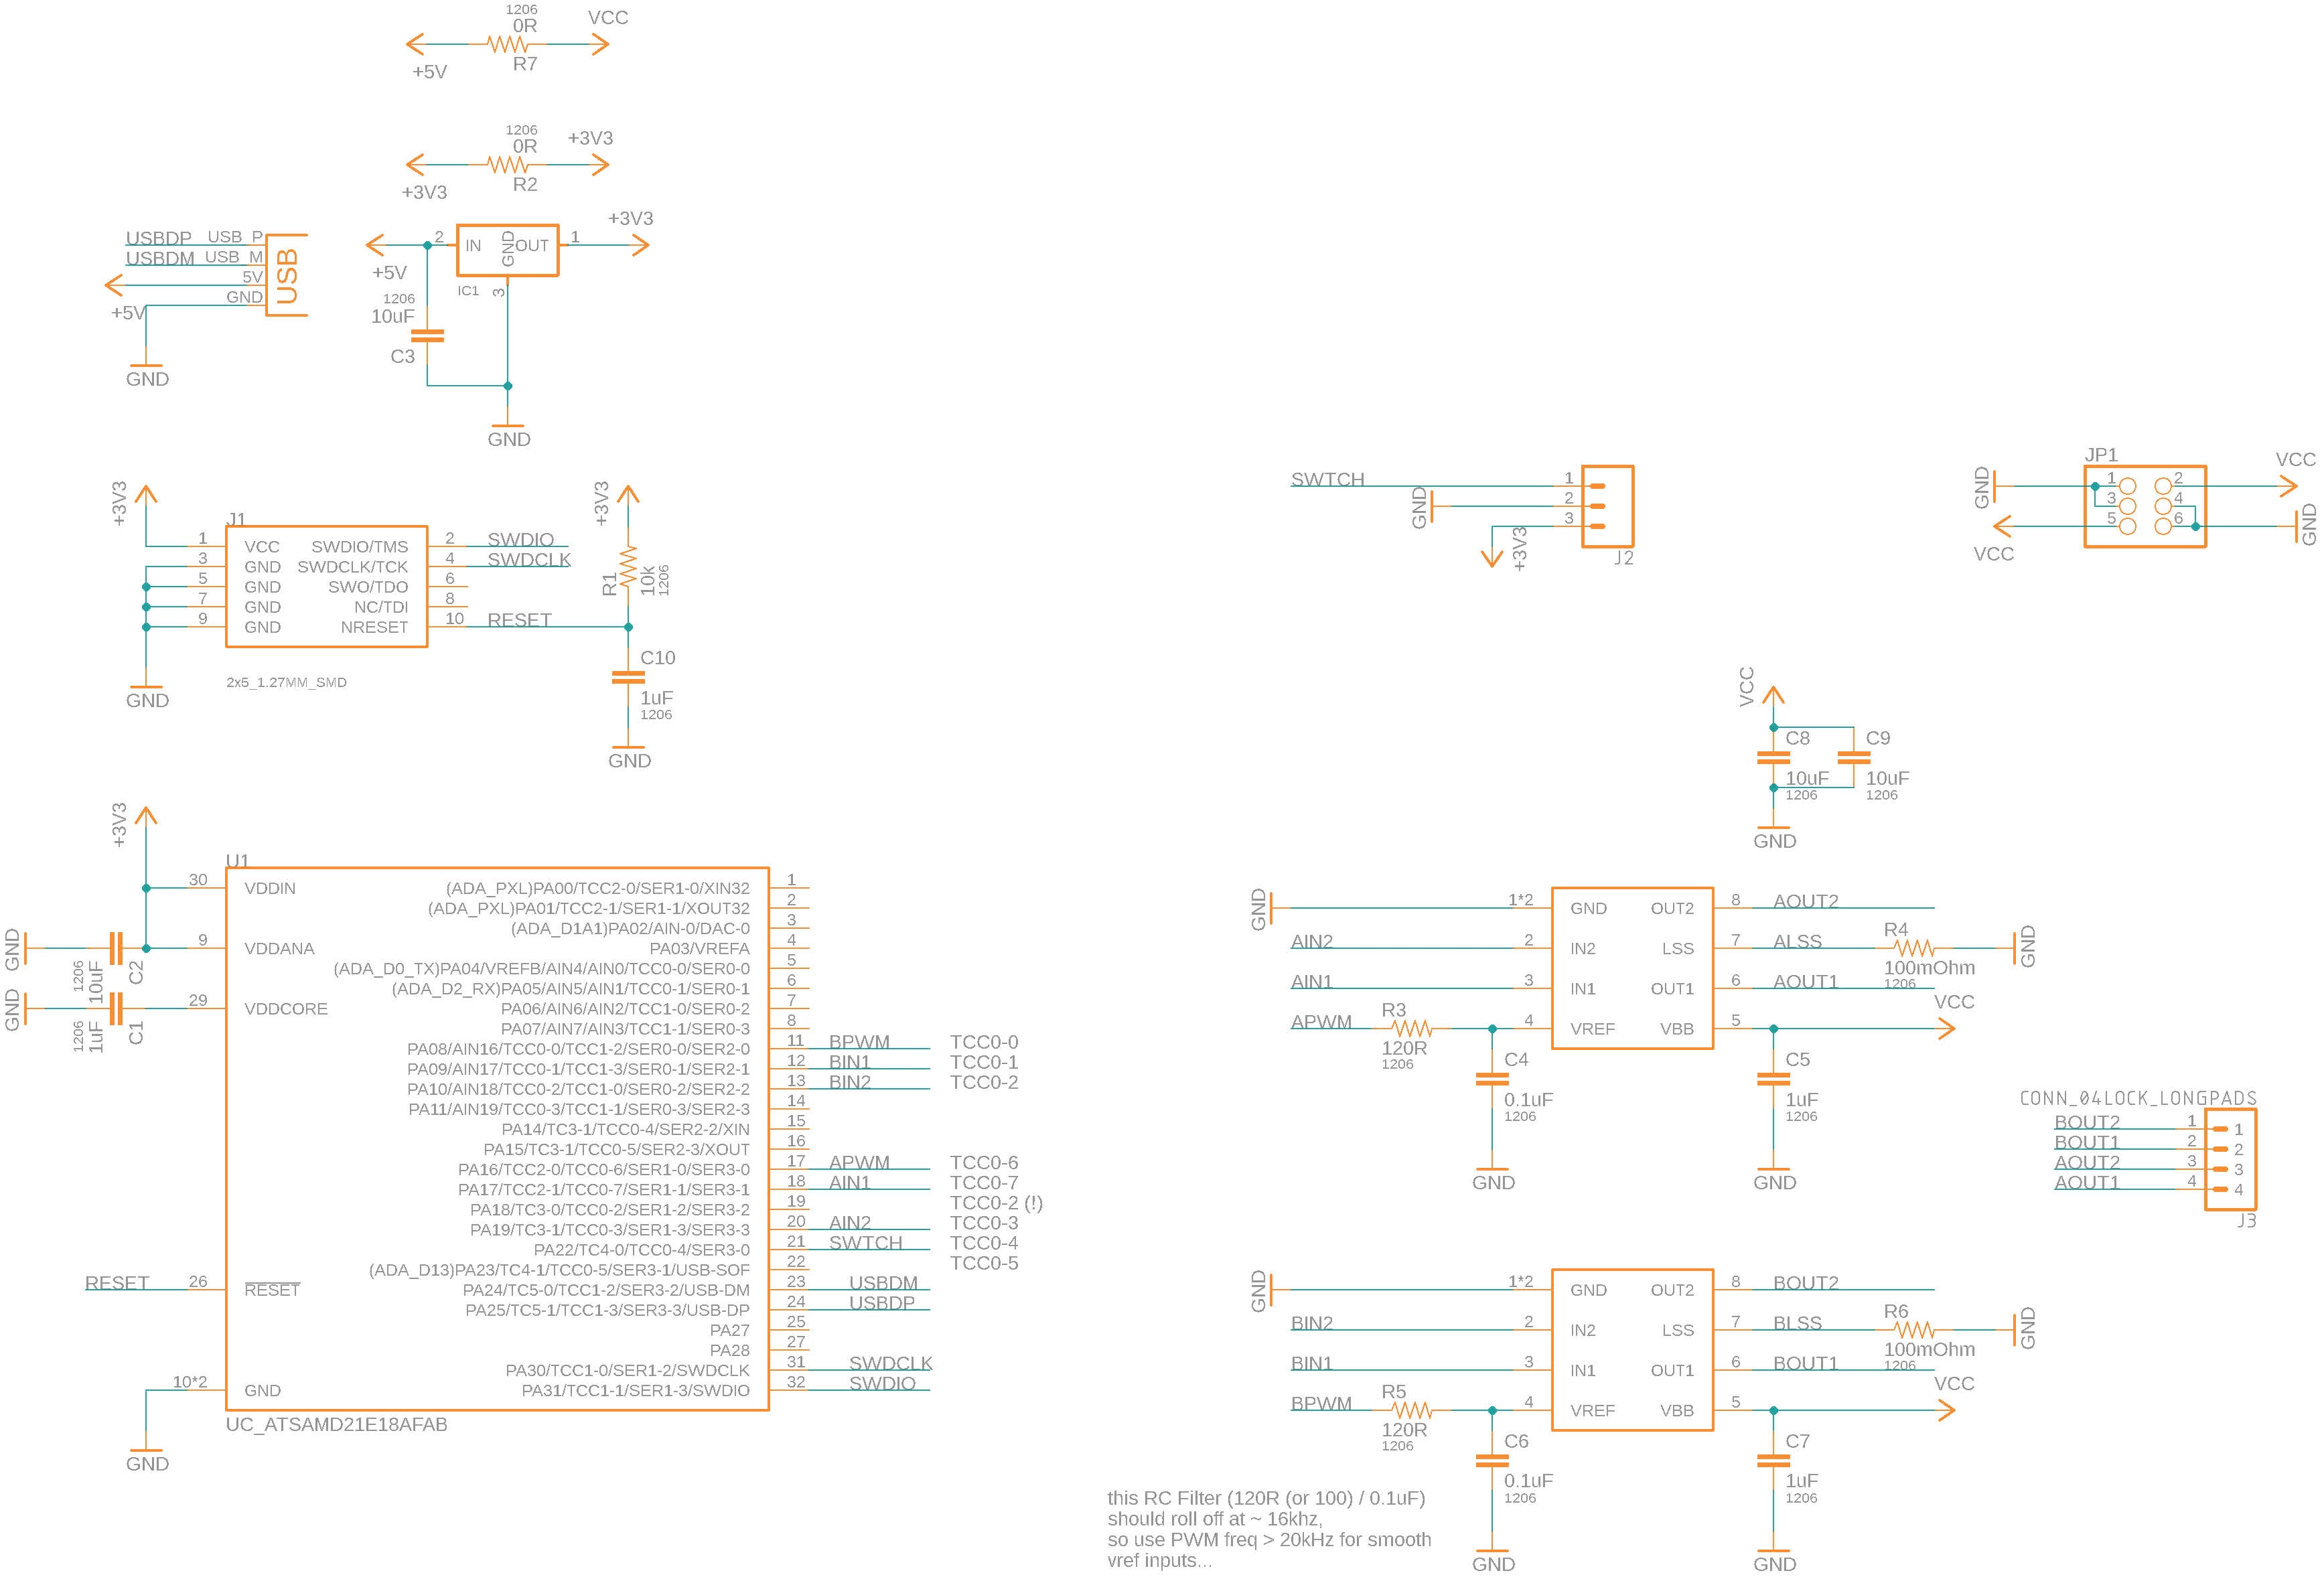 1206
0R
VCC
+5V
R7
1206
0R
+3V3
+3V3
R2
USBDP
USB_P
USBDM
USB_M
5V
GND
+5V
USB
GND
2
IN
GND
OUT
1
+3V3
+5V
IC1
3
1206
10uF
C3
GND
+3V3
J1
1 VCC SWDIO/TMS 2 SWDIO
3 GND SWDCLK/TCK 4 SWDCLK
5 GND SWO/TDO 6
7 GND NC/TDI 8
9 GND NRESET 10 RESET
2x5_1.27MM_SMD
GND
+3V3
R1
10k
1206
C10
1uF
1206
GND
SWTCH
1
GND
2
3
+3V3
J2
JP1
GND
1 2
3 4
5 6
VCC
VCC
GND
VCC
C8
10uF
1206
C9
10uF
1206
GND
+3V3
U1
30 VDDIN
9 VDDANA
29 VDDCORE
GND
1206
10uF
C2
GND
1206
1uF
C1
(ADA_PXL)PA00/TCC2-0/SER1-0/XIN32 1
(ADA_PXL)PA01/TCC2-1/SER1-1/XOUT32 2
(ADA_D1A1)PA02/AIN-0/DAC-0 3
PA03/VREFA 4
(ADA_D0_TX)PA04/VREFB/AIN4/AIN0/TCC0-0/SER0-0 5
(ADA_D2_RX)PA05/AIN5/AIN1/TCC0-1/SER0-1 6
PA06/AIN6/AIN2/TCC1-0/SER0-2 7
PA07/AIN7/AIN3/TCC1-1/SER0-3 8
PA08/AIN16/TCC0-0/TCC1-2/SER0-0/SER2-0 11 BPWM TCC0-0
PA09/AIN17/TCC0-1/TCC1-3/SER0-1/SER2-1 12 BIN1 TCC0-1
PA10/AIN18/TCC0-2/TCC1-0/SER0-2/SER2-2 13 BIN2 TCC0-2
PA11/AIN19/TCC0-3/TCC1-1/SER0-3/SER2-3 14
PA14/TC3-1/TCC0-4/SER2-2/XIN 15
PA15/TC3-1/TCC0-5/SER2-3/XOUT 16
PA16/TCC2-0/TCC0-6/SER1-0/SER3-0 17 APWM TCC0-6
PA17/TCC2-1/TCC0-7/SER1-1/SER3-1 18 AIN1 TCC0-7
PA18/TC3-0/TCC0-2/SER1-2/SER3-2 19 TCC0-2 (!)
PA19/TC3-1/TCC0-3/SER1-3/SER3-3 20 AIN2 TCC0-3
PA22/TC4-0/TCC0-4/SER3-0 21 SWTCH TCC0-4
(ADA_D13)PA23/TC4-1/TCC0-5/SER3-1/USB-SOF 22 TCC0-5
RESET 26 RESET
PA24/TC5-0/TCC1-2/SER3-2/USB-DM 23 USBDM
PA25/TC5-1/TCC1-3/SER3-3/USB-DP 24 USBDP
PA27 25
PA28 27
PA30/TCC1-0/SER1-2/SWDCLK 31 SWDCLK
10*2 GND PA31/TCC1-1/SER1-3/SWDIO 32 SWDIO
UC_ATSAMD21E18AFAB
GND
GND 1*2 GND OUT2 8 AOUT2
AIN2 2 IN2 LSS 7 ALSS R4 GND
100mOhm
1206
AIN1 3 IN1 OUT1 6 AOUT1
APWM R3 4 VREF VBB 5 VCC
120R
1206
C4
0.1uF
1206
GND
C5
1uF
1206
GND
CONN_04LOCK_LONGPADS
BOUT2 1 1
BOUT1 2 2
AOUT2 3 3
AOUT1 4 4
J3
GND 1*2 GND OUT2 8 BOUT2
BIN2 2 IN2 LSS 7 BLSS R6 GND
100mOhm
1206
BIN1 3 IN1 OUT1 6 BOUT1
BPWM R5 4 VREF VBB 5 VCC
120R
1206
C6
0.1uF
1206
GND
C7
1uF
1206
GND
this RC Filter (120R (or 100) / 0.1uF)
should roll off at ~ 16khz,
so use PWM freq > 20kHz for smooth
vref inputs...